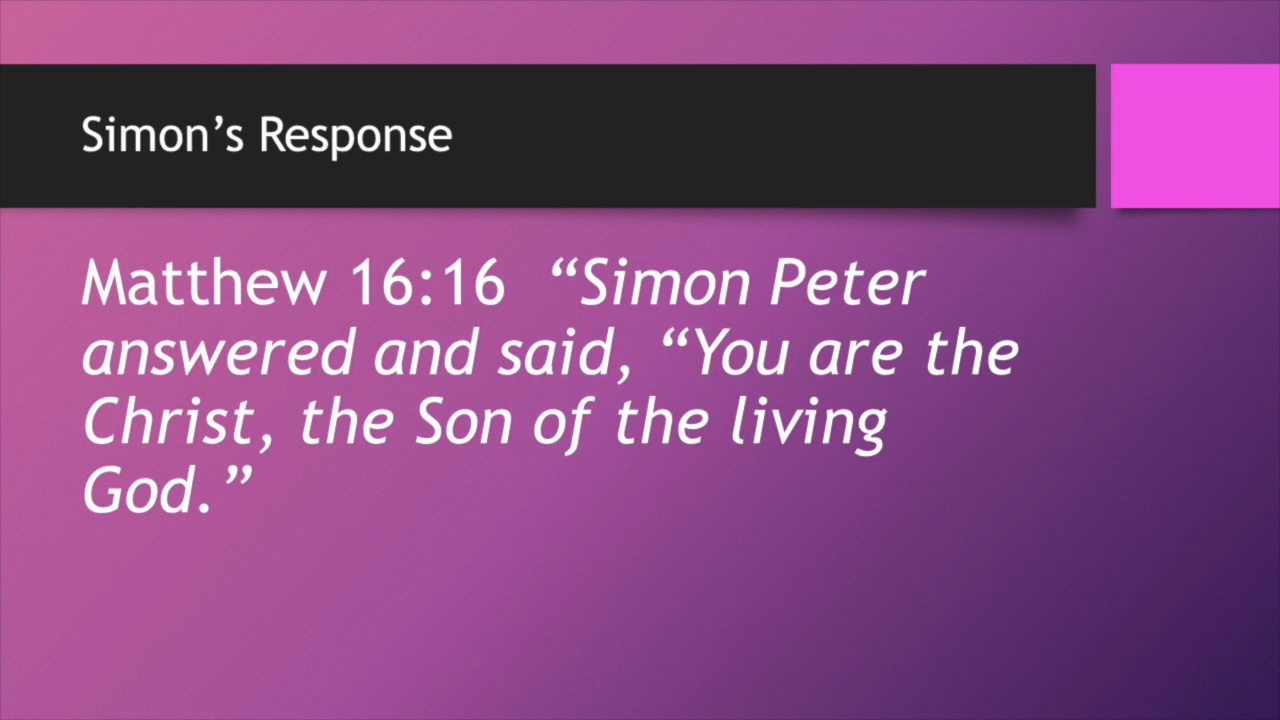 Simon’s Response
Matthew 16:16  “Simon Peter
answered and said, “You are the
Christ, the Son of the living
God.”